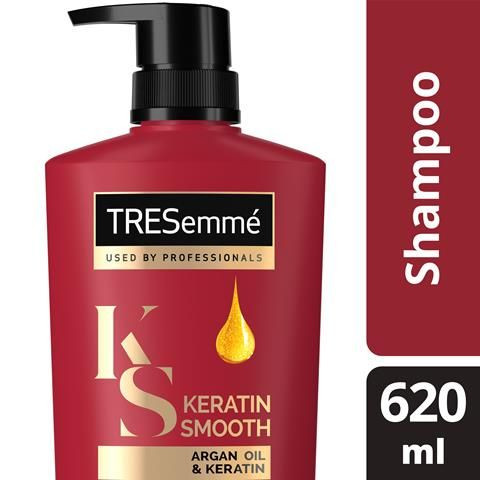 TRESemmé
USED BY PROFESSIONALS
KS
KERATIN
SMOOTH
ARGAN OIL
& KERATIN
Shampoo
620
ml